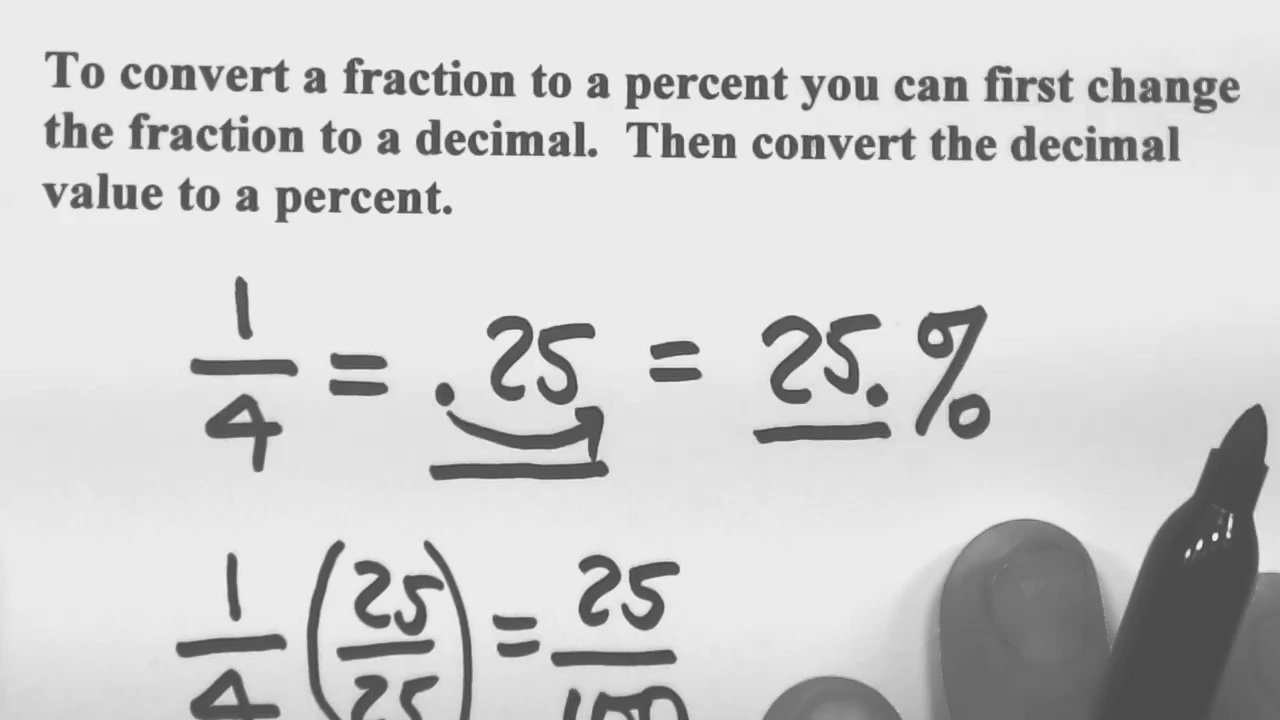 To convert a fraction to a percent you can first change
the fraction to a decimal. Then convert the decimal
value to a percent.
1/4 = .25 = 25.%
1/4 (25/25) = 25/100